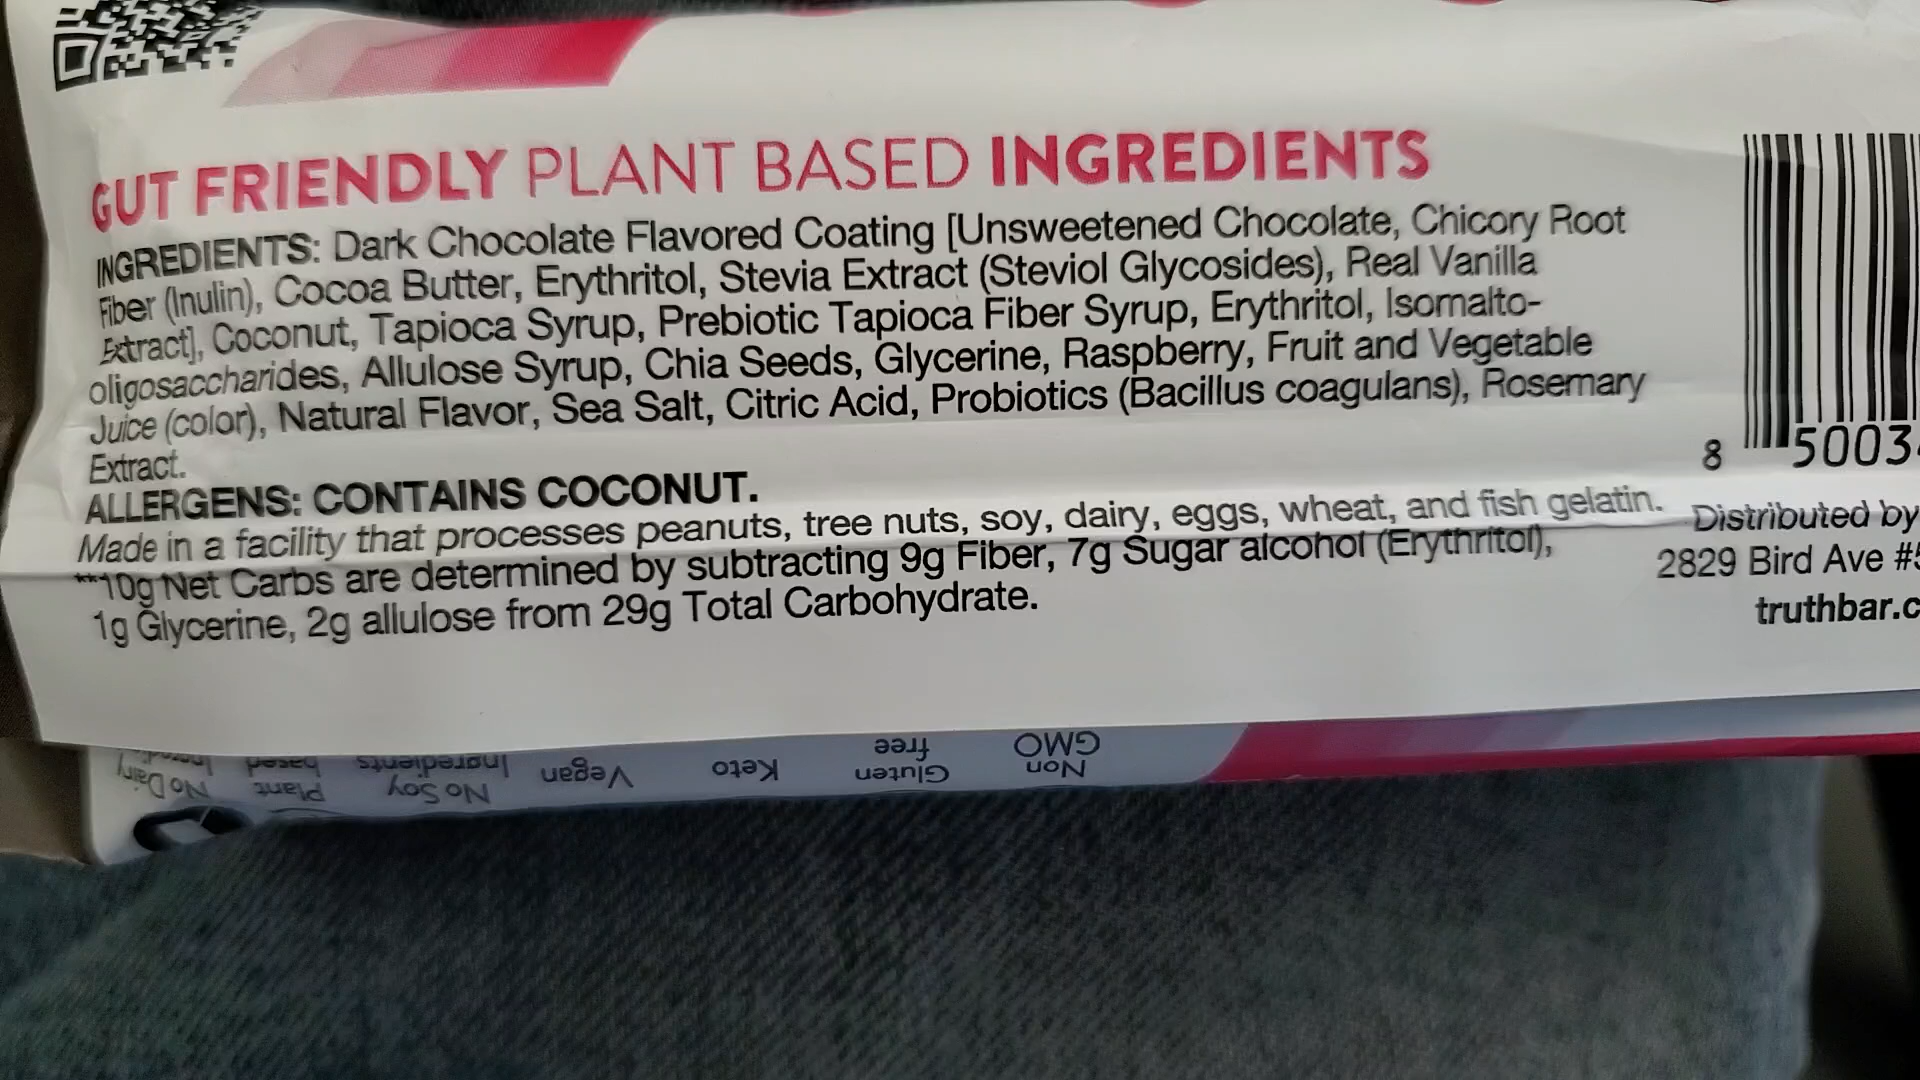 GUT FRIENDLY PLANT BASED INGREDIENTS
INGREDIENTS: Dark Chocolate Flavored Coating [Unsweetened Chocolate, Chicory Root
Fiber (Inulin), Cocoa Butter, Erythritol, Stevia Extract (Steviol Glycosides), Real Vanilla
Extract], Coconut, Tapioca Syrup, Prebiotic Tapioca Fiber Syrup, Erythritol, Isomalto-
oligosaccharides, Allulose Syrup, Chia Seeds, Glycerine, Raspberry, Fruit and Vegetable
Juice (color), Natural Flavor, Sea Salt, Citric Acid, Probiotics (Bacillus coagulans), Rosemary
Extract.
ALLERGENS: CONTAINS COCONUT.
Made in a facility that processes peanuts, tree nuts, soy, dairy, eggs, wheat, and fish gelatin.
**10g Net Carbs are determined by subtracting 9g Fiber, 7g Sugar alcohol (Erythritol),
1g Glycerine, 2g allulose from 29g Total Carbohydrate.
8 5003
Distributed by
2829 Bird Ave #
truthbar.c
Non
GMO
Gluten
free
Keto
Vegan
No Soy
Ingredients
Plant
based
No Dairy